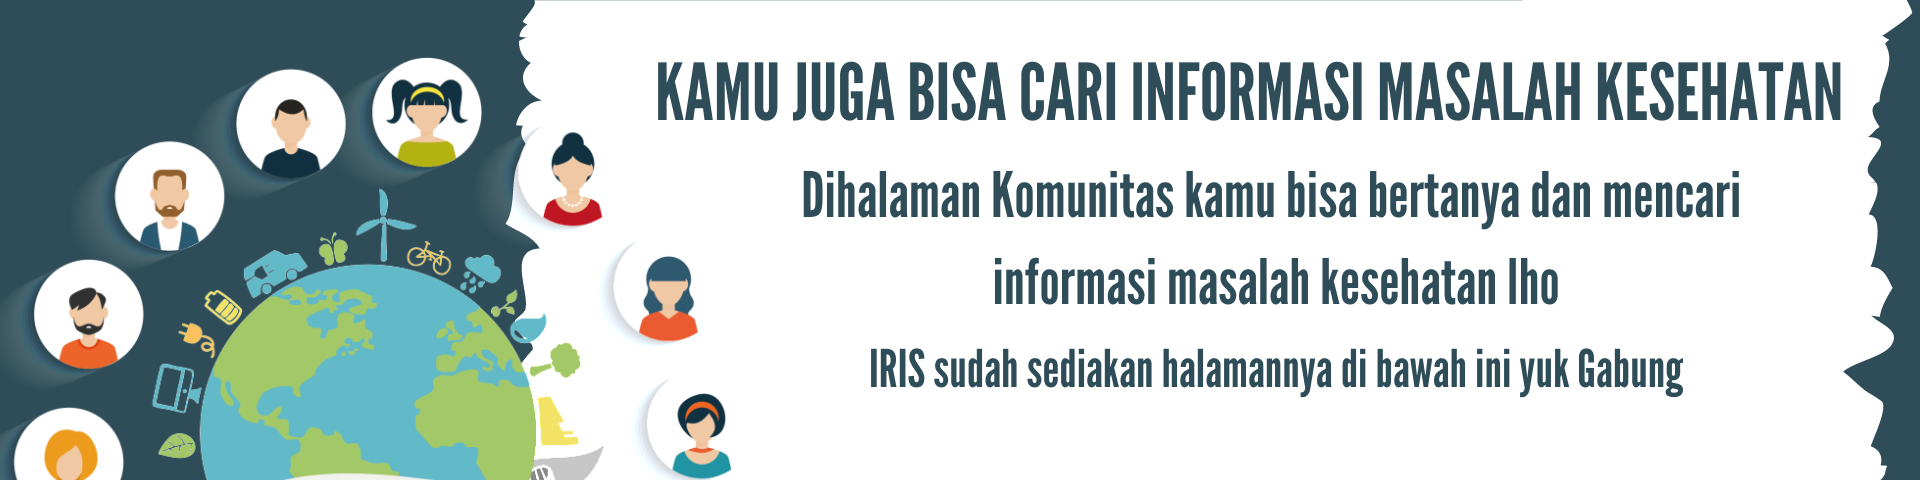 KAMU JUGA BISA CARI INFORMASI MASALAH KESEHATAN
Dihalaman Komunitas kamu bisa bertanya dan mencari
informasi masalah kesehatan lho
IRIS sudah sediakan halamannya di bawah ini yuk Gabung